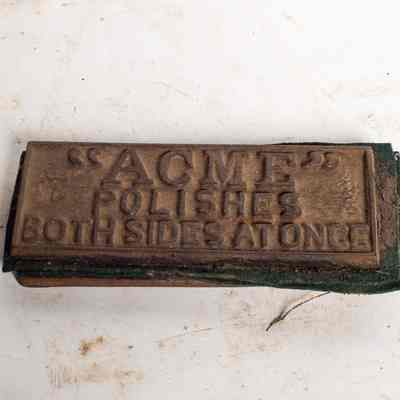 "ACME"
POLISHES
BOTH SIDES AT ONCE